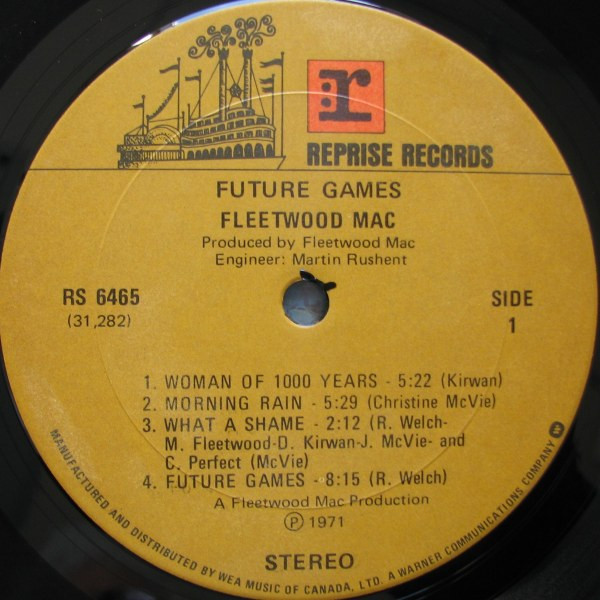 :r
REPRISE RECORDS
FUTURE GAMES
FLEETWOOD MAC
Produced by Fleetwood Mac
Engineer: Martin Rushent
RS 6465
(31,282)
SIDE
1
1. WOMAN OF 1000 YEARS - 5:22 (Kirwan)
2. MORNING RAIN - 5:29 (Christine McVie)
3. WHAT A SHAME - 2:12 (R. Welch-
M. Fleetwood-D. Kirwan-J. McVie- and
C. Perfect (McVie)
4. FUTURE GAMES - 8:15 (R. Welch)
A Fleetwood Mac Production
℗ 1971
STEREO
MANUFACTURED AND DISTRIBUTED BY WEA MUSIC OF CANADA, LTD. A WARNER COMMUNICATIONS COMPANY W